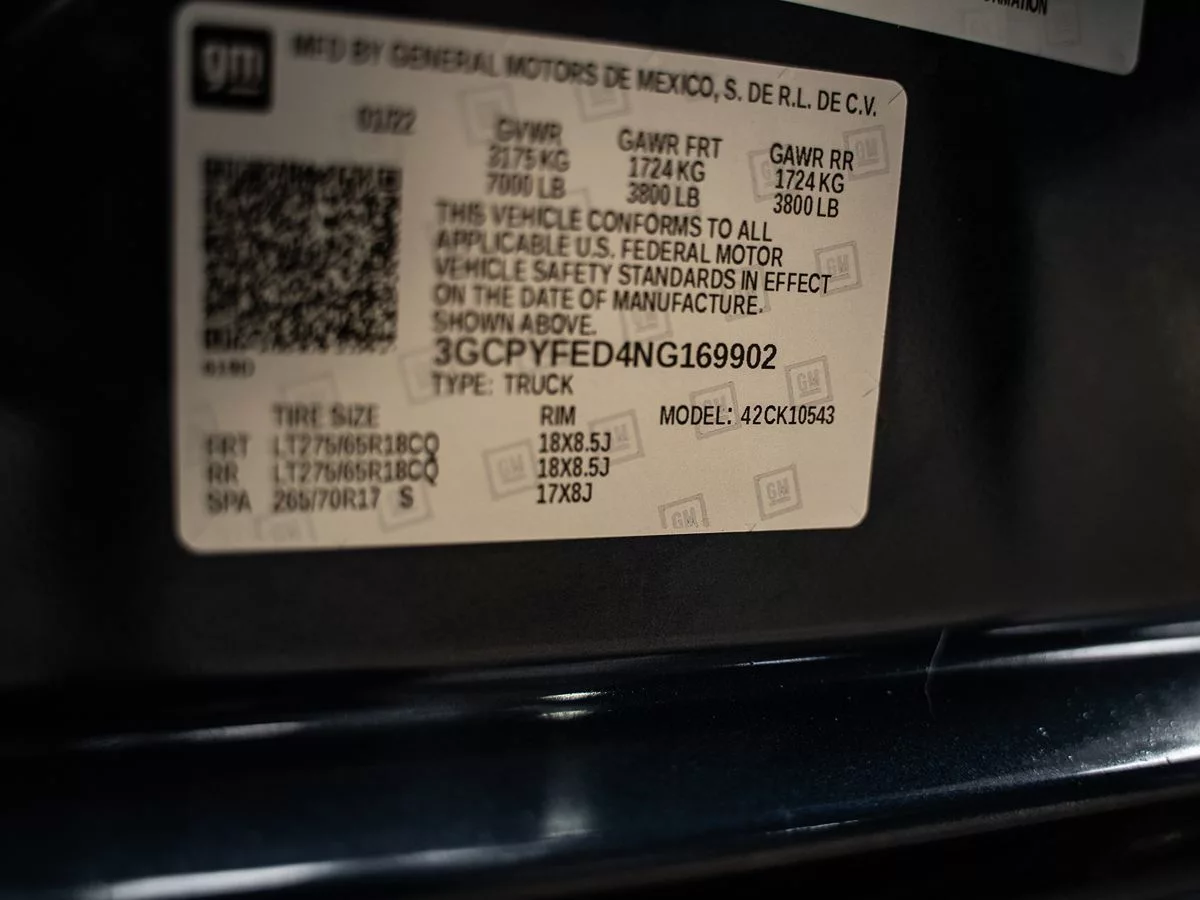 ORMATION
gm
MFD BY GENERAL MOTORS DE MEXICO, S. DE R.L. DE C.V.
01/22
GVWR GAWR FRT GAWR RR
3175 KG 1724 KG 1724 KG
7000 LB 3800 LB 3800 LB
THIS VEHICLE CONFORMS TO ALL
APPLICABLE U.S. FEDERAL MOTOR
VEHICLE SAFETY STANDARDS IN EFFECT
ON THE DATE OF MANUFACTURE.
SHOWN ABOVE.
3GCPYFED4NG169902
TYPE: TRUCK
TIRE SIZE RIM MODEL: 42CK10543
FRT LT275/65R18CQ 18X8.5J
RR LT275/65R18CQ 18X8.5J
SPA 265/70R17 S 17X8J